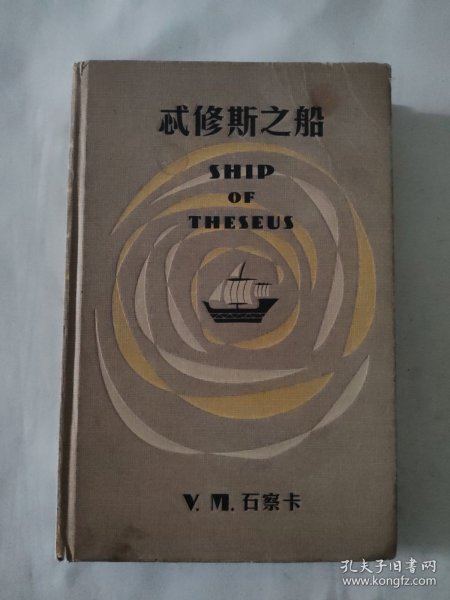 忒修斯之船
SHIP
OF
THESEUS
V. M. 石察卡
孔夫子旧书网
www.kongfz.com